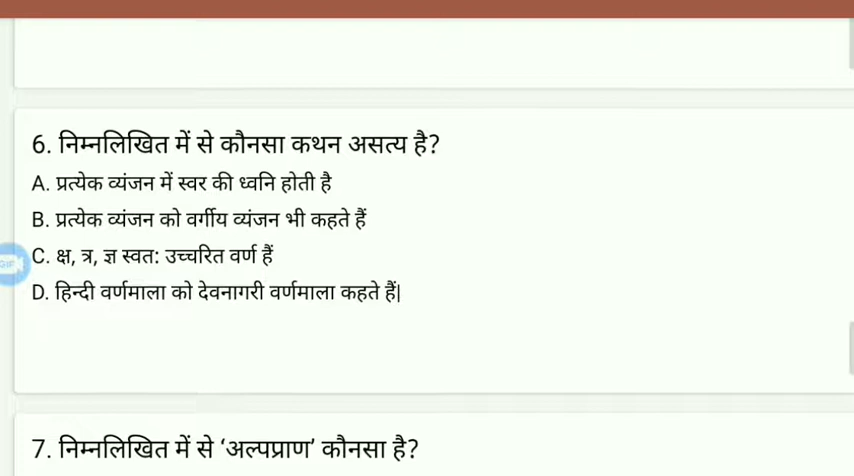 6. निम्नलिखित में से कौनसा कथन असत्य है?
A. प्रत्येक व्यंजन में स्वर की ध्वनि होती है
B. प्रत्येक व्यंजन को वर्गीय व्यंजन भी कहते हैं
C. क्ष, त्र, ज्ञ स्वत: उच्चरित वर्ण हैं
D. हिन्दी वर्णमाला को देवनागरी वर्णमाला कहते हैं|
GIF
7. निम्नलिखित में से ‘अल्पप्राण’ कौनसा है?